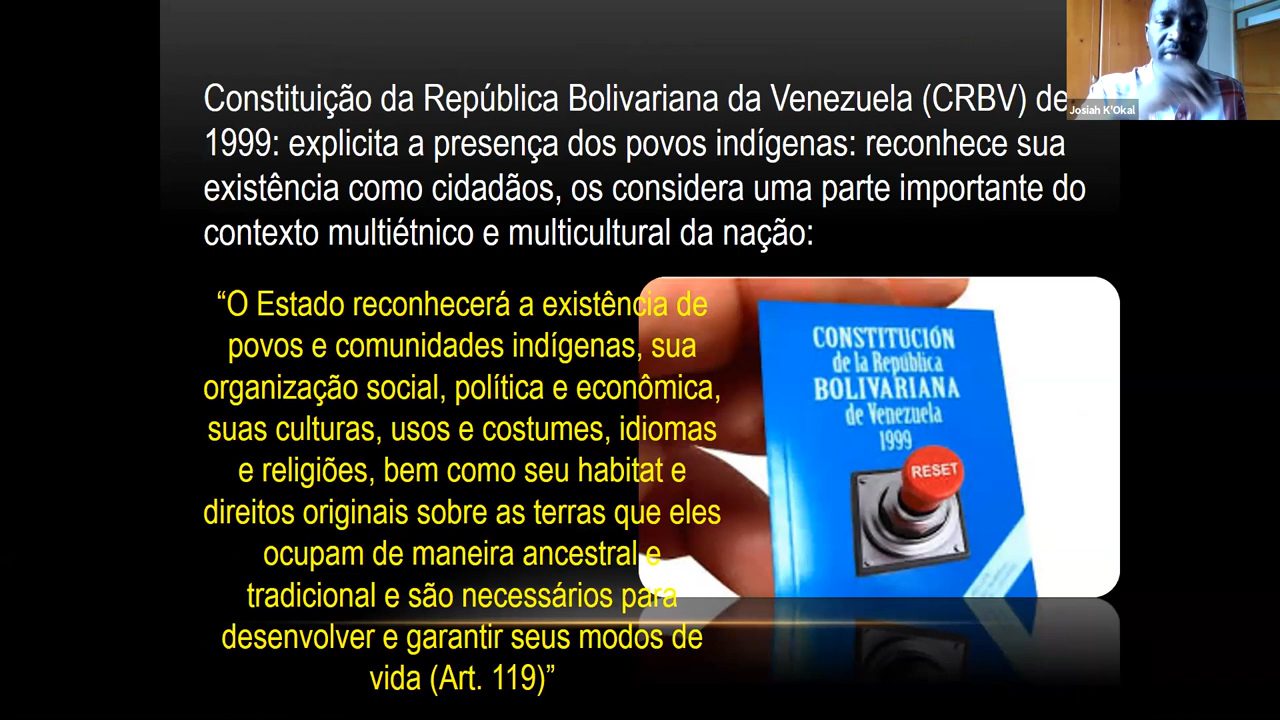 Constituição da República Bolivariana da Venezuela (CRBV) de
1999: explicita a presença dos povos indígenas: reconhece sua
existência como cidadãos, os considera uma parte importante do
contexto multiétnico e multicultural da nação:
Josiah K'Okal
“O Estado reconhecerá a existência de
povos e comunidades indígenas, sua
organização social, política e econômica,
suas culturas, usos e costumes, idiomas
e religiões, bem como seu habitat e
direitos originais sobre as terras que eles
ocupam de maneira ancestral e
tradicional e são necessários para
desenvolver e garantir seus modos de
vida (Art. 119)”
CONSTITUCIÓN
de la República
BOLIVARIANA
de Venezuela
1999
RESET